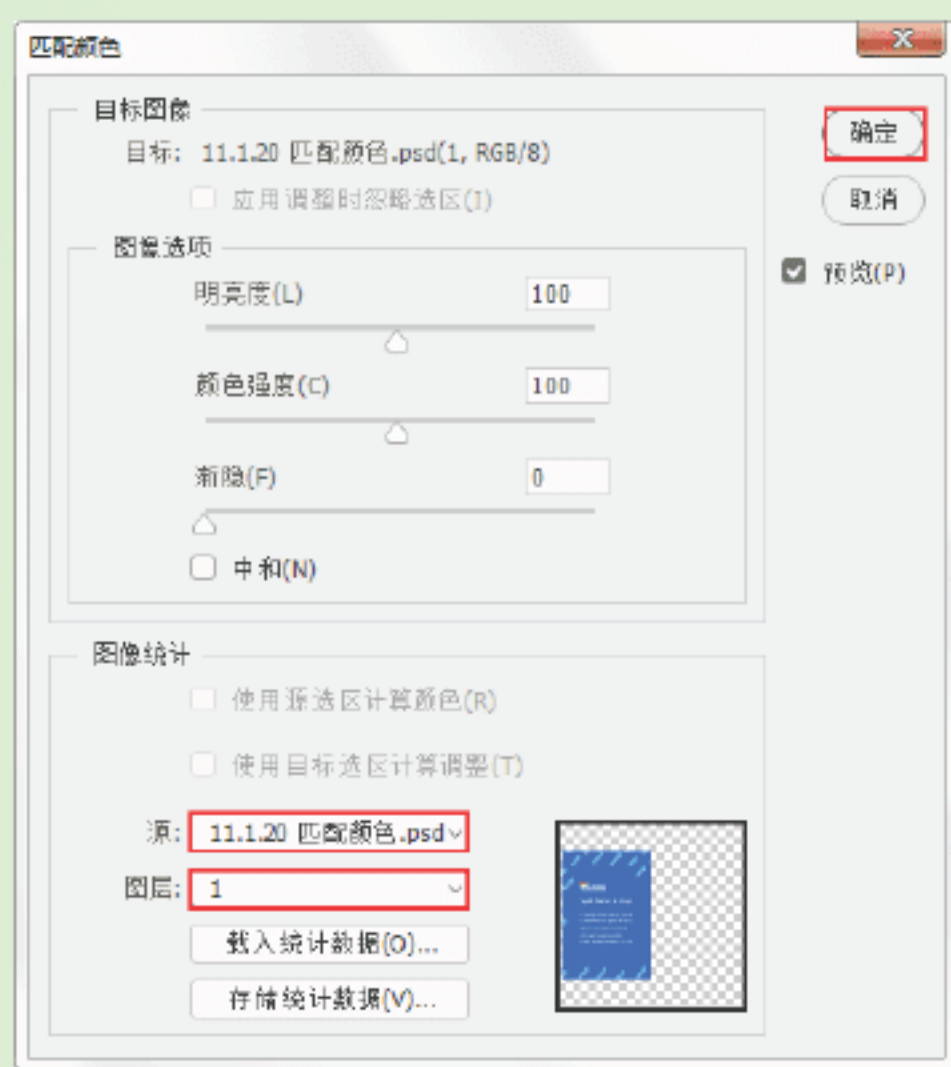 匹配颜色
目标图像
确定
目标: 11.1.20 匹配颜色.psd(1, RGB/8)
应用调整时忽略选区(I)
取消
图像选项
预览(P)
明亮度(L) 100
颜色强度(C) 100
渐隐(F) 0
中和(N)
图像统计
使用源选区计算颜色(R)
使用目标选区计算调整(T)
源: 11.1.20 匹配颜色.psd
图层: 1
载入统计数据(O)...
存储统计数据(V)...